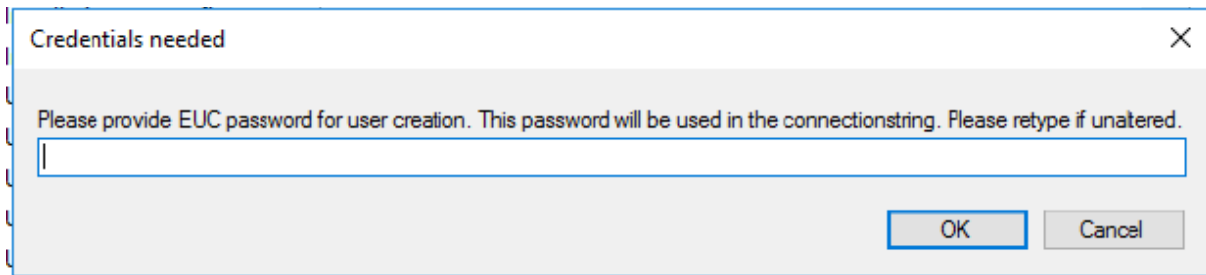 Credentials needed
Please provide EUC password for user creation. This password will be used in the connectionstring. Please retype if unaltered.
OK
Cancel